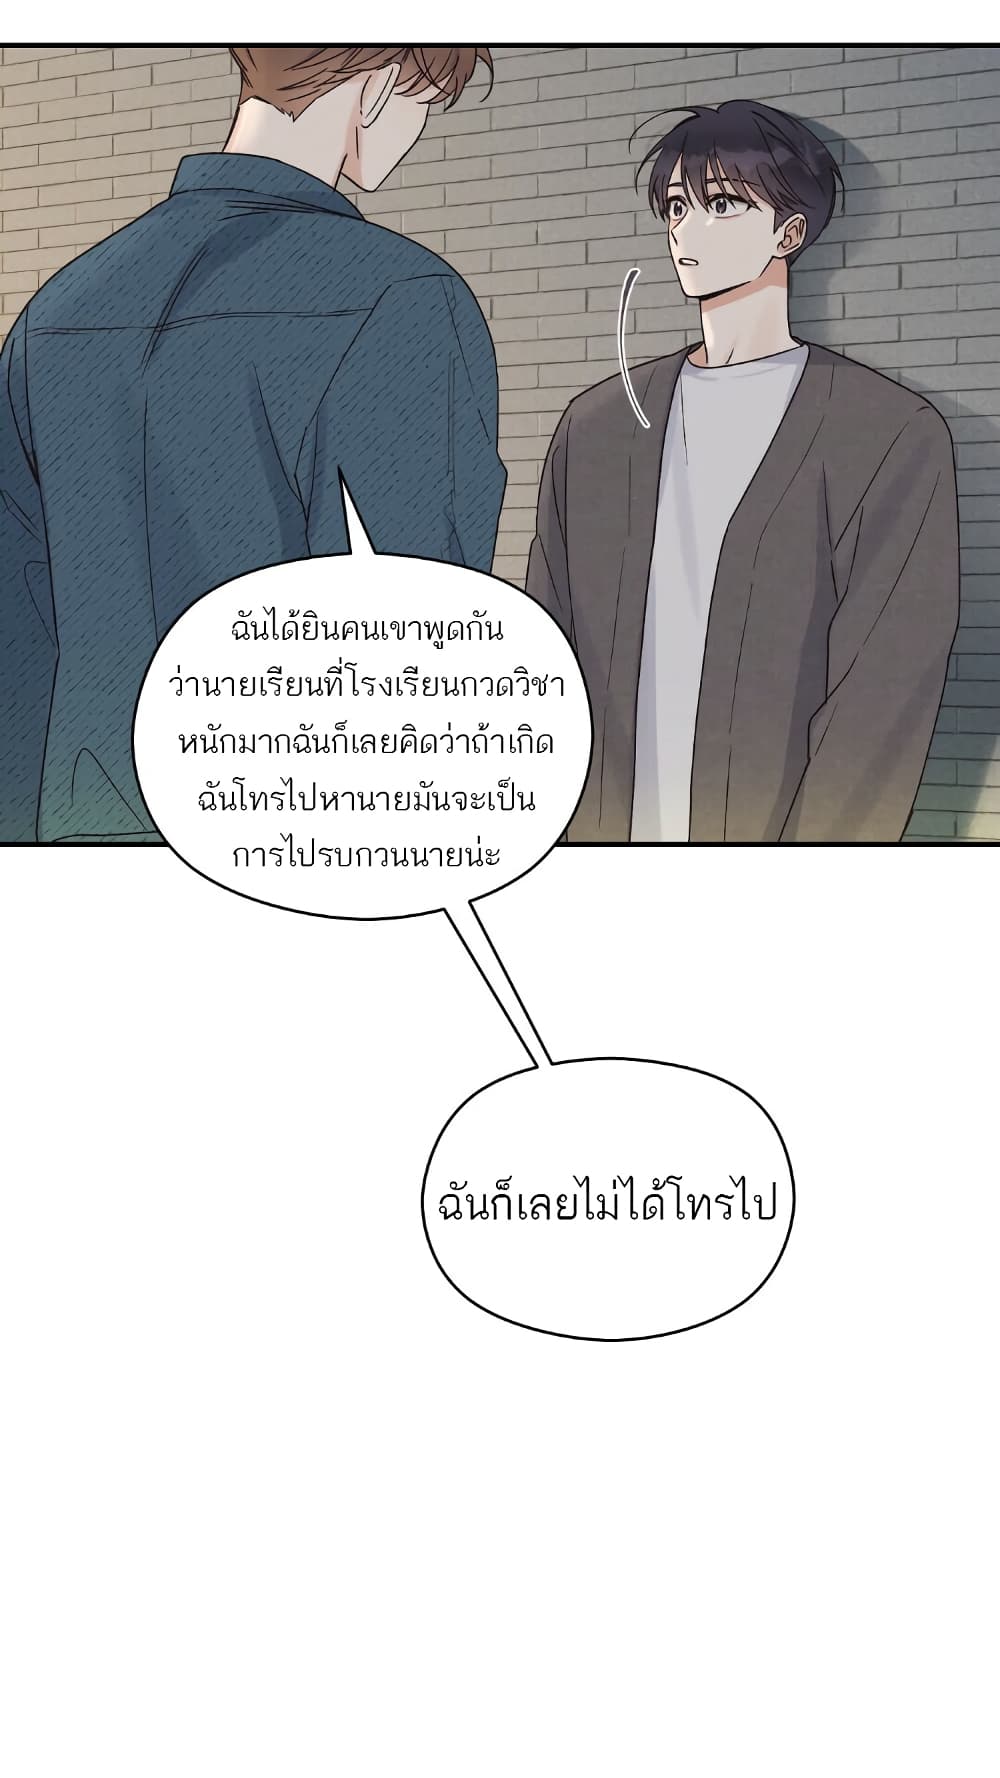 ฉันได้ยินคนเขาพูดกัน
ว่านายเรียนที่โรงเรียนกวดวิชา
หนักมากฉันก็เลยคิดว่าถ้าเกิด
ฉันโทรไปหานายมันจะเป็น
การไปรบกวนนายน่ะ
ฉันก็เลยไม่ได้โทรไป